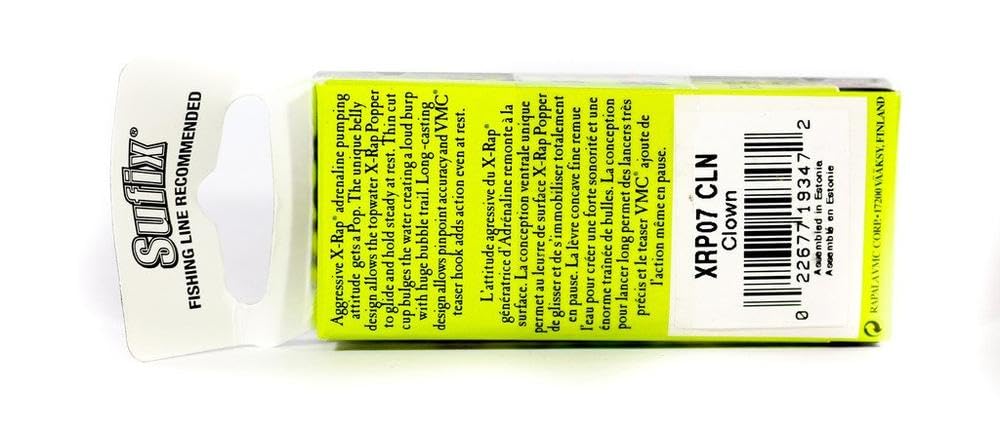 Sufix®
FISHING LINE RECOMMENDED
Aggressive X-Rap® adrenaline pumping
attitude gets a Pop. The unique belly
design allows the topwater X-Rap Popper
to glide and hold steady at rest. Thin cut
cup bulges the water creating a loud burp
with huge bubble trail. Long-casting
design allows pinpoint accuracy and VMC®
teaser hook adds action even at rest.
L'attitude agressive du X-Rap®
génératrice d'Adrénaline remonoite à la
surface. La conception ventrale unique
permet au leurre de surface X-Rap Popper
de glisser et de s'immobiliser totalement
en pause. La lèvre concave fine remue
l'eau pour créer une forte sonorité et une
énorme traînée de bulles. La conception
pour lancer long permet des lancers très
précis et le teaser VMC® ajoute de
l'action même en pause.
XRP07 CLN
Clown
0 22677 19347 2
Assembled in Estonia
Assemblé en Estonie
RAPALA VMC CORP.·17200 VÄÄKSY, FINLAND